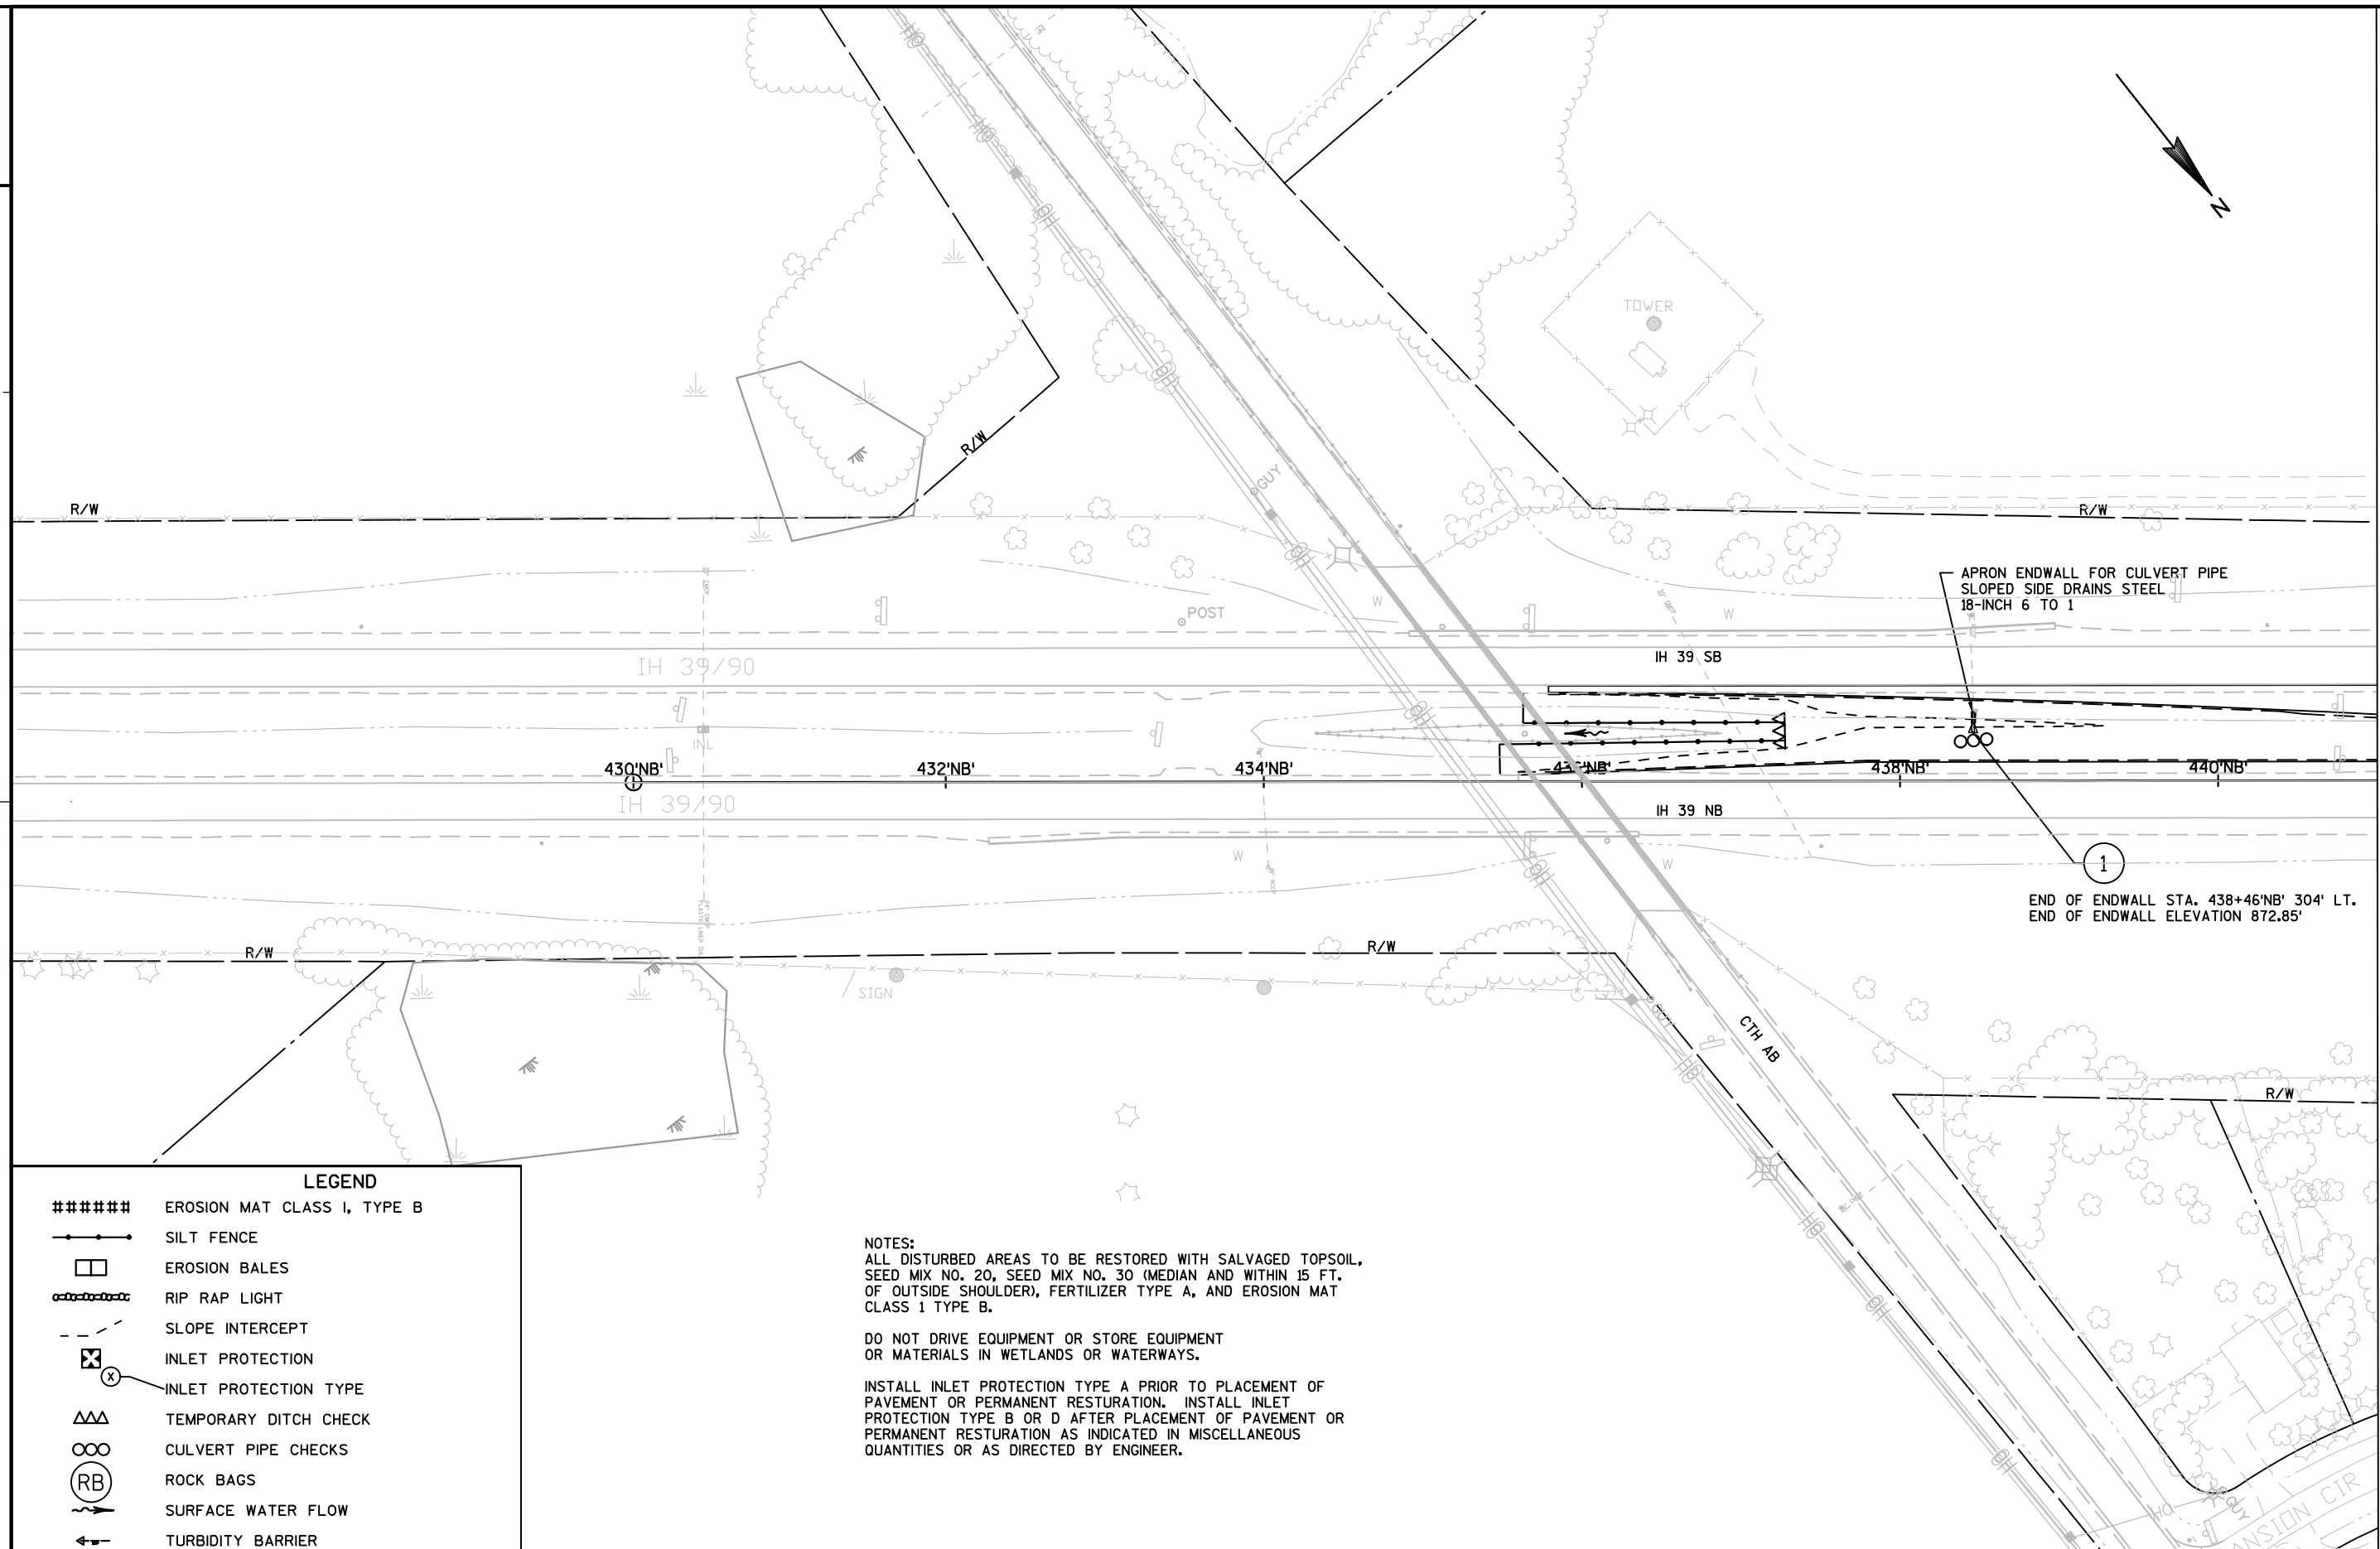 N
TOWER
R/W
GUY
R/W
R/W
APRON ENDWALL FOR CULVERT PIPE
SLOPED SIDE DRAINS STEEL
18-INCH 6 TO 1
W
POST
W
IH 39 SB
IH 39/90
INL
430'NB'
432'NB'
434'NB'
436'NB'
438'NB'
440'NB'
IH 39/90
IH 39 NB
W
W
1
END OF ENDWALL STA. 438+46'NB' 304' LT.
END OF ENDWALL ELEVATION 872.85'
R/W
R/W
SIGN
GUY
CTH AB
R/W
LEGEND
EROSION MAT CLASS I, TYPE B
SILT FENCE
EROSION BALES
RIP RAP LIGHT
SLOPE INTERCEPT
INLET PROTECTION
X
INLET PROTECTION TYPE
TEMPORARY DITCH CHECK
CULVERT PIPE CHECKS
RB ROCK BAGS
SURFACE WATER FLOW
TURBIDITY BARRIER
NOTES:
ALL DISTURBED AREAS TO BE RESTORED WITH SALVAGED TOPSOIL,
SEED MIX NO. 20, SEED MIX NO. 30 (MEDIAN AND WITHIN 15 FT.
OF OUTSIDE SHOULDER), FERTILIZER TYPE A, AND EROSION MAT
CLASS 1 TYPE B.
DO NOT DRIVE EQUIPMENT OR STORE EQUIPMENT
OR MATERIALS IN WETLANDS OR WATERWAYS.
INSTALL INLET PROTECTION TYPE A PRIOR TO PLACEMENT OF
PAVEMENT OR PERMANENT RESTURATION. INSTALL INLET
PROTECTION TYPE B OR D AFTER PLACEMENT OF PAVEMENT OR
PERMANENT RESTURATION AS INDICATED IN MISCELLANEOUS
QUANTITIES OR AS DIRECTED BY ENGINEER.
HO
GUY
ANSION CIR